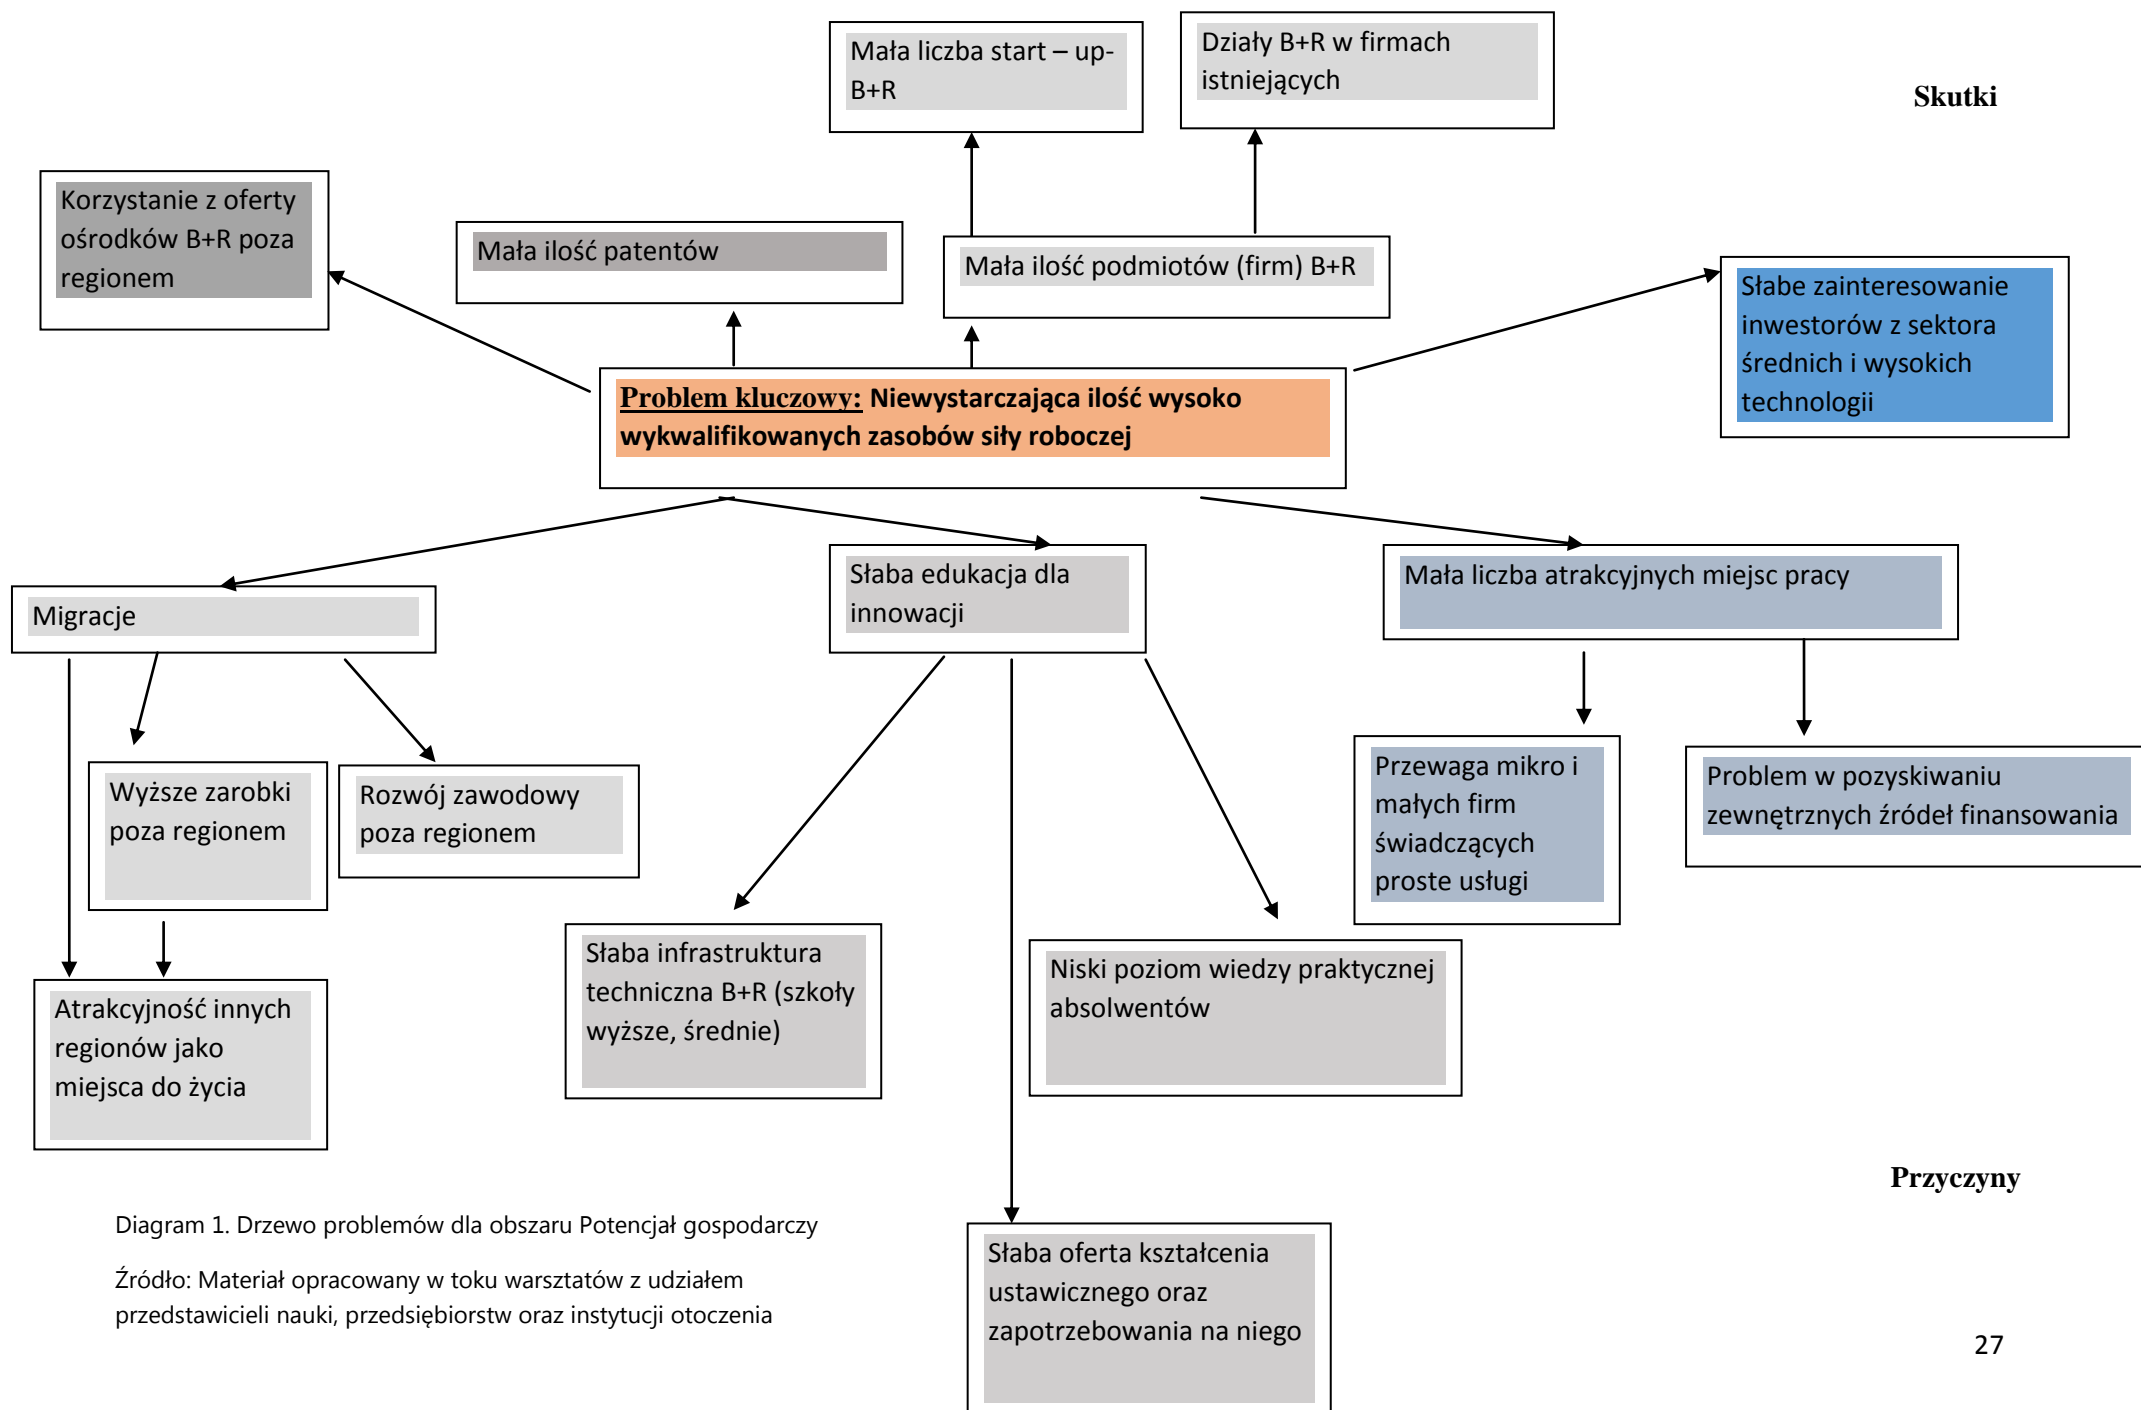 Mała liczba start – up-
B+R
Działy B+R w firmach
istniejących
Skutki
Korzystanie z oferty
ośrodków B+R poza
regionem
Mała ilość patentów
Mała ilość podmiotów (firm) B+R
Słabe zainteresowanie
inwestorów z sektora
średnich i wysokich
technologii
Problem kluczowy: Niewystarczająca ilość wysoko
wykwalifikowanych zasobów siły roboczej
Migracje
Słaba edukacja dla
innowacji
Mała liczba atrakcyjnych miejsc pracy
Wyższe zarobki
poza regionem
Rozwój zawodowy
poza regionem
Przewaga mikro i
małych firm
świadczących
proste usługi
Problem w pozyskiwaniu
zewnętrznych źródeł finansowania
Atrakcyjność innych
regionów jako
miejsca do życia
Słaba infrastruktura
techniczna B+R (szkoły
wyższe, średnie)
Niski poziom wiedzy praktycznej
absolwentów
Przyczyny
Słaba oferta kształcenia
ustawicznego oraz
zapotrzebowania na niego
Diagram 1. Drzewo problemów dla obszaru Potencjał gospodarczy
Źródło: Materiał opracowany w toku warsztatów z udziałem
przedstawicieli nauki, przedsiębiorstw oraz instytucji otoczenia
27